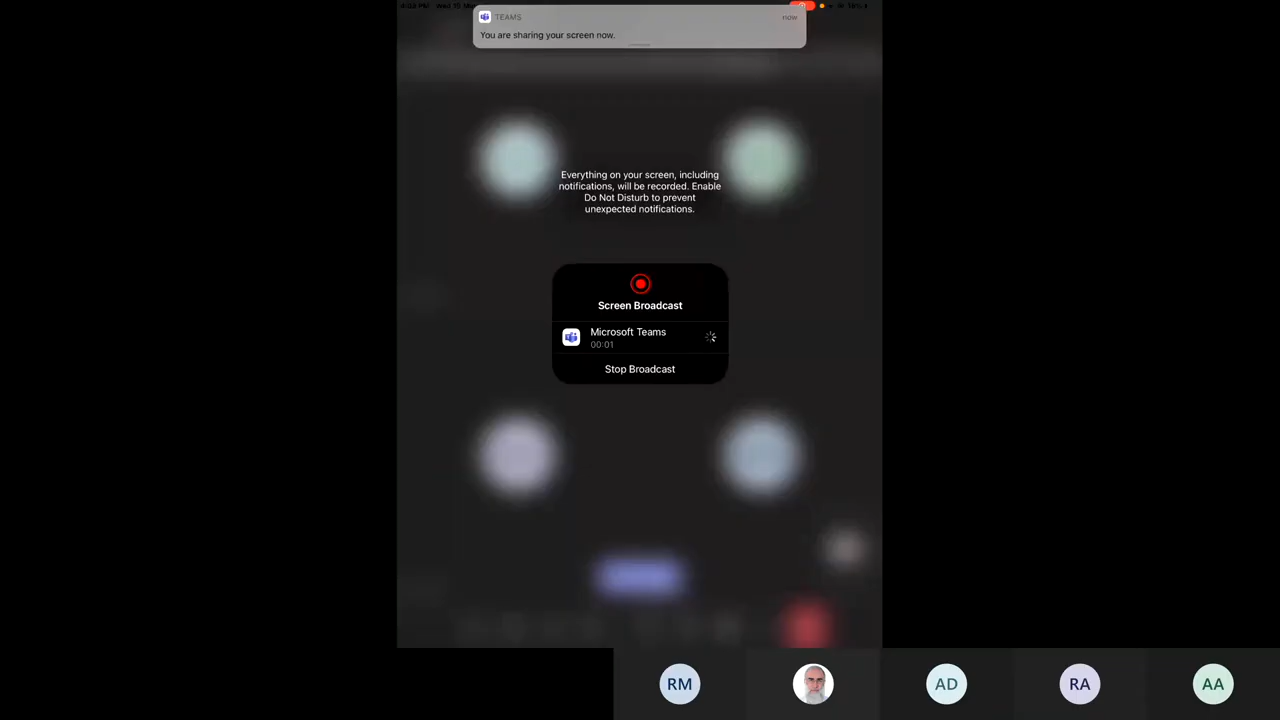 TEAMS
now
You are sharing your screen now.
Everything on your screen, including
notifications, will be recorded. Enable
Do Not Disturb to prevent
unexpected notifications.
Screen Broadcast
Microsoft Teams
00:01
Stop Broadcast
RM
AD
RA
AA